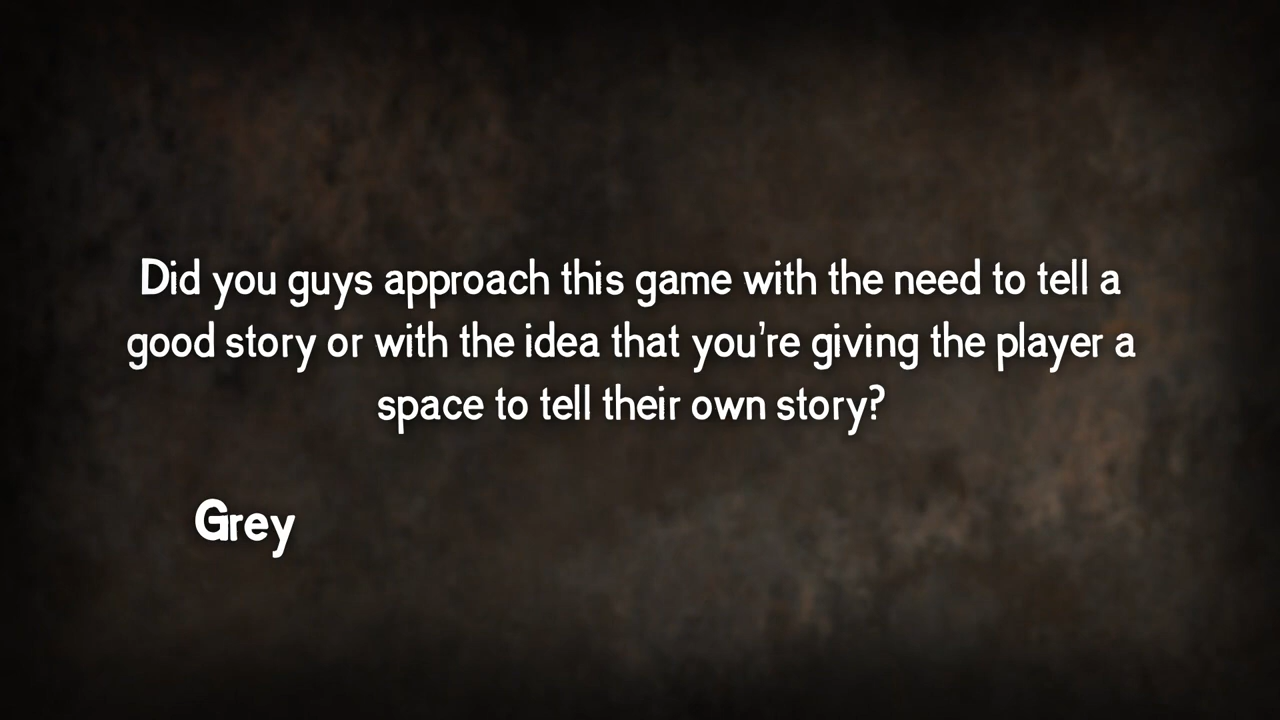 Did you guys approach this game with the need to tell a
good story or with the idea that you're giving the player a
space to tell their own story?
Grey